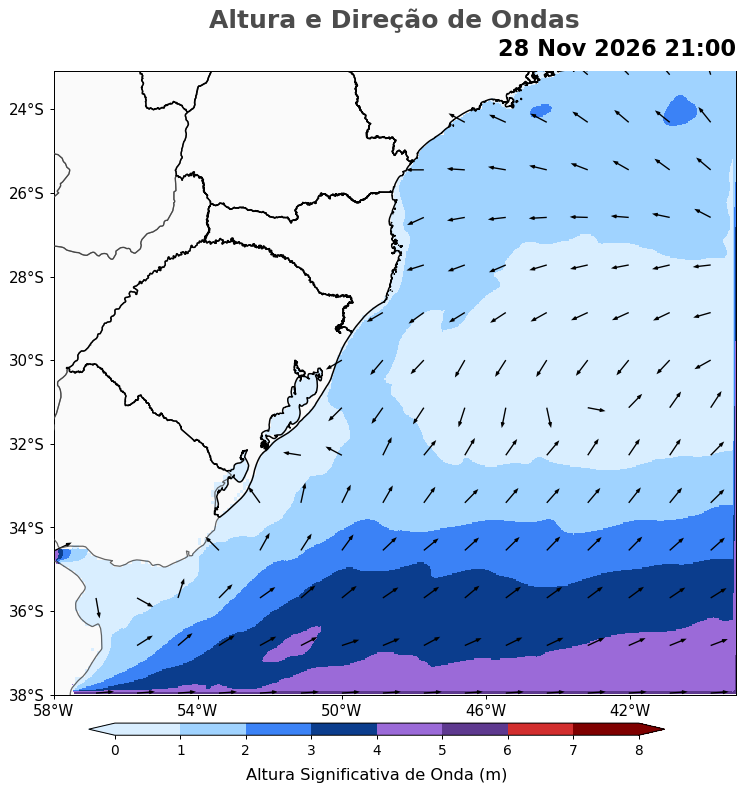 Altura e Direção de Ondas
28 Nov 2026 21:00
24°S
26°S
28°S
30°S
32°S
34°S
36°S
38°S
58°W 54°W 50°W 46°W 42°W
0 1 2 3 4 5 6 7 8
Altura Significativa de Onda (m)